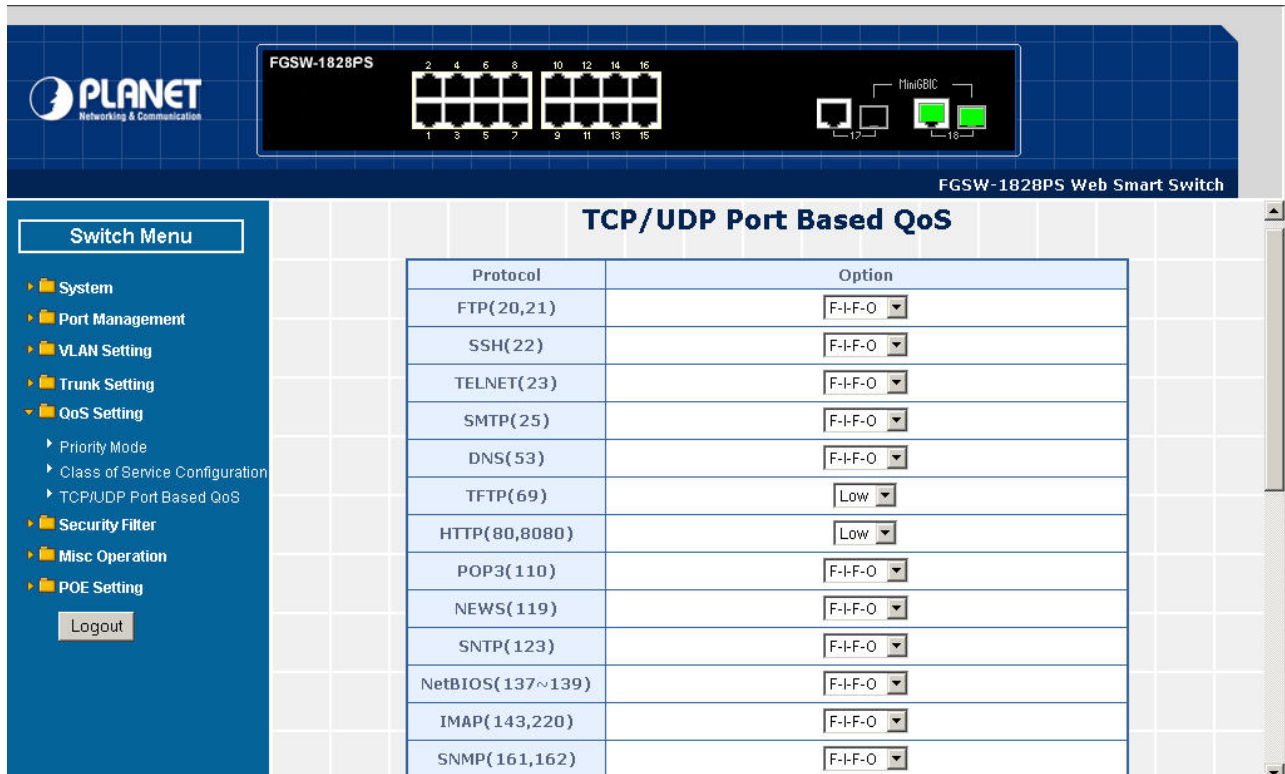 PLANET
Networking & Communication
FGSW-1828PS
2 4 6 8 10 12 14 16
MiniGBIC
1 3 5 7 9 11 13 15
17 18
FGSW-1828PS Web Smart Switch
Switch Menu
System
Port Management
VLAN Setting
Trunk Setting
QoS Setting
Priority Mode
Class of Service Configuration
TCP/UDP Port Based QoS
Security Filter
Misc Operation
POE Setting
Logout
TCP/UDP Port Based QoS
Protocol Option
FTP(20,21) F-I-F-O
SSH(22) F-I-F-O
TELNET(23) F-I-F-O
SMTP(25) F-I-F-O
DNS(53) F-I-F-O
TFTP(69) Low
HTTP(80,8080) Low
POP3(110) F-I-F-O
NEWS(119) F-I-F-O
SNTP(123) F-I-F-O
NetBIOS(137~139) F-I-F-O
IMAP(143,220) F-I-F-O
SNMP(161,162) F-I-F-O